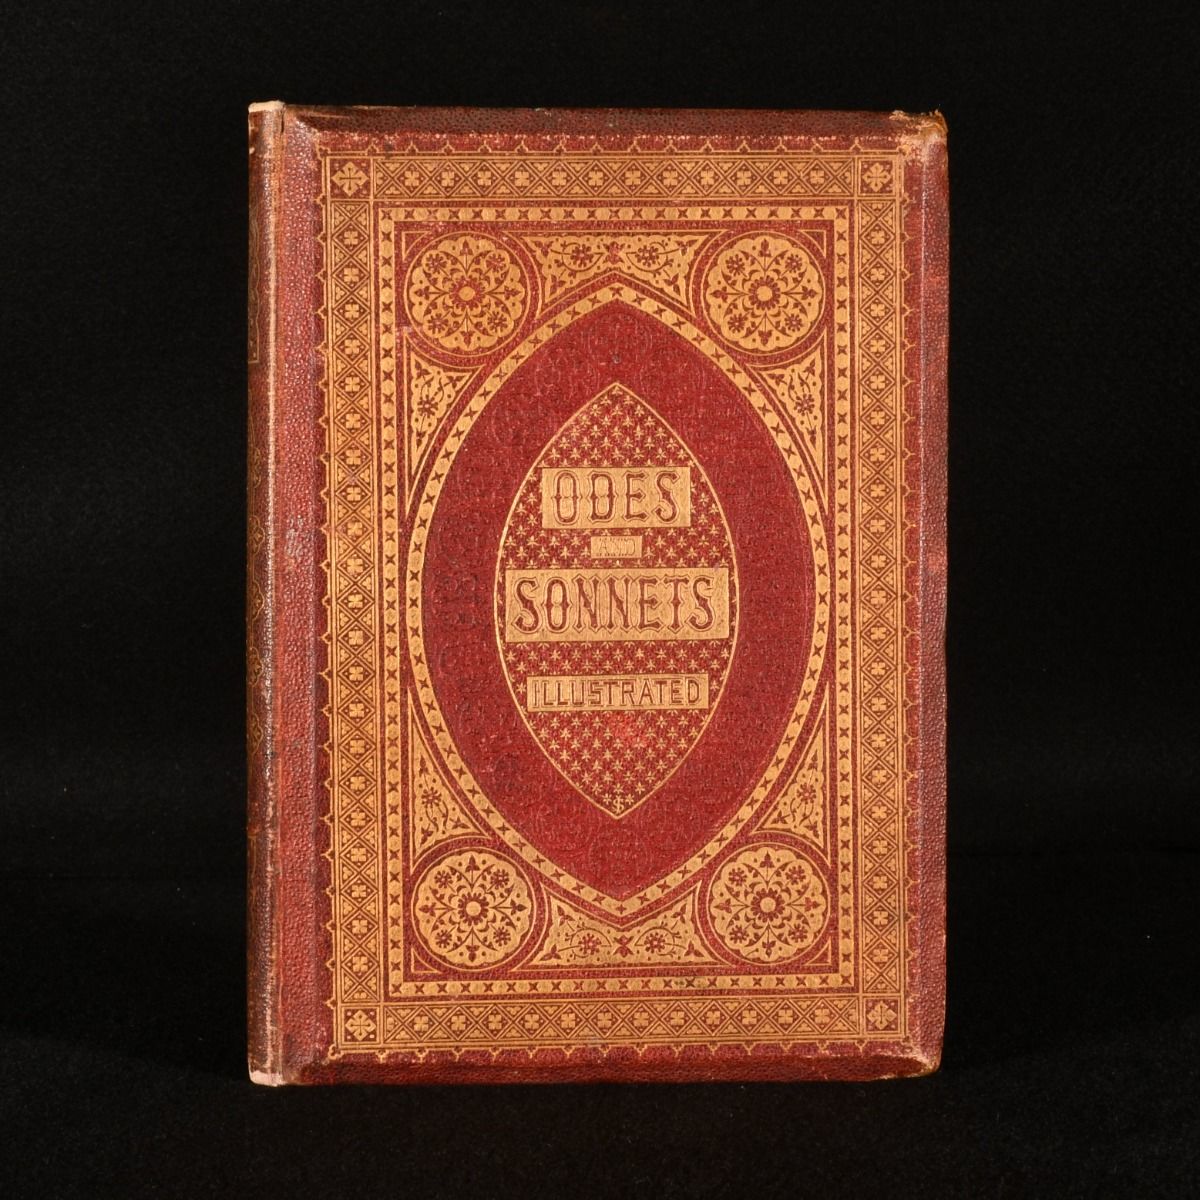 ODES
AND
SONNETS
ILLUSTRATED